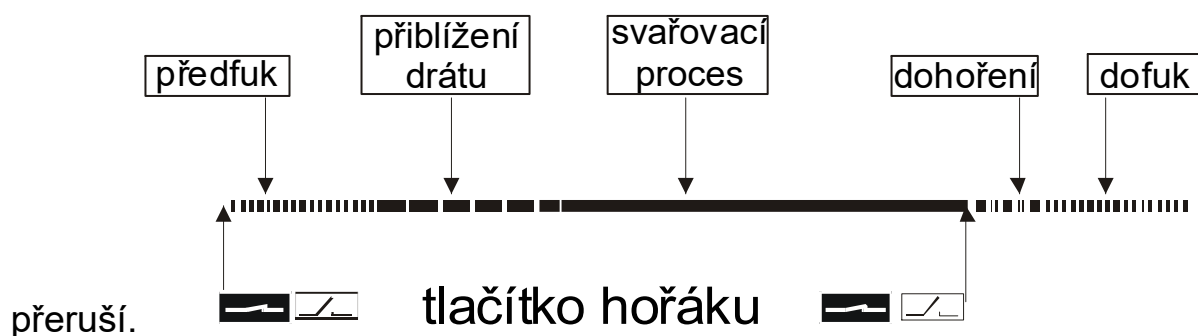 přiblížení
drátu
svařovací
proces
předfuk
dohoření
dofuk
tlačítko hořáku
přeruší.